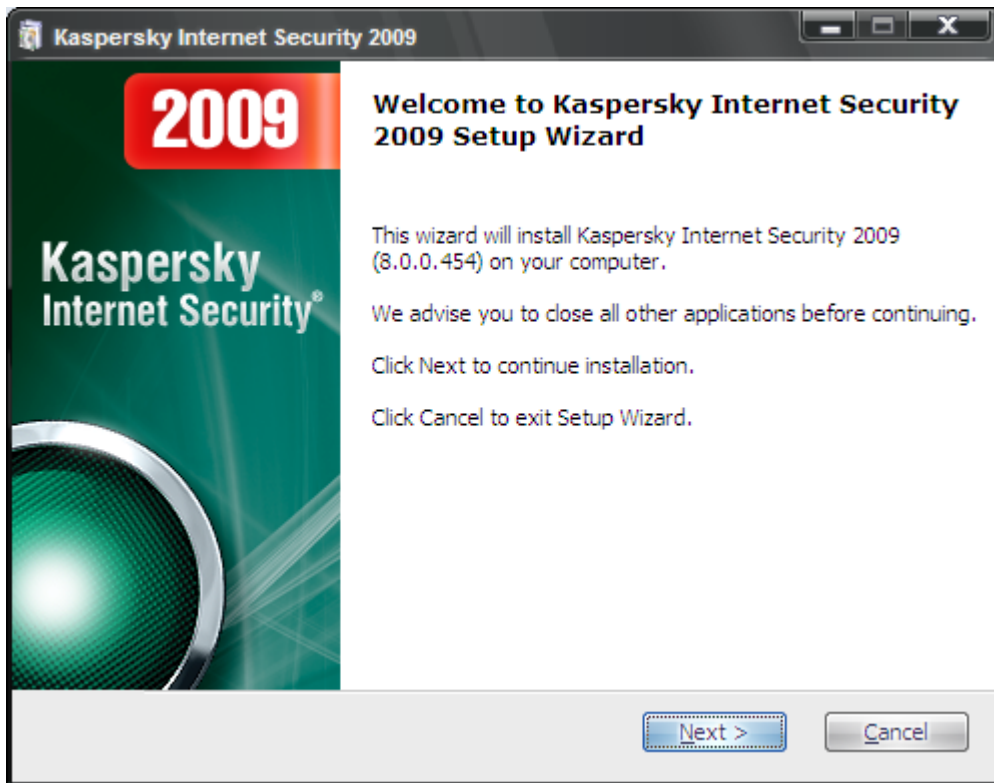 Kaspersky Internet Security 2009
2009
Kaspersky
Internet Security®
Welcome to Kaspersky Internet Security
2009 Setup Wizard
This wizard will install Kaspersky Internet Security 2009
(8.0.0.454) on your computer.
We advise you to close all other applications before continuing.
Click Next to continue installation.
Click Cancel to exit Setup Wizard.
Next >
Cancel